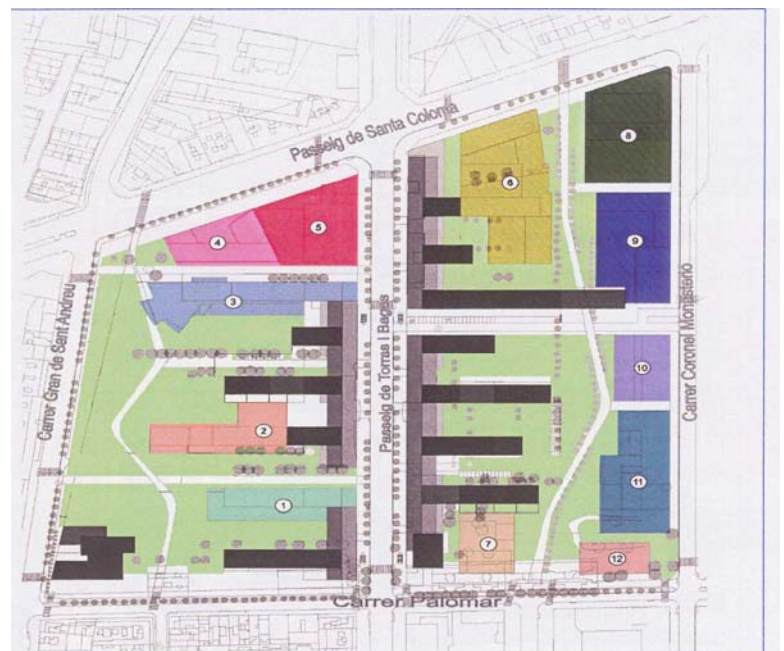 Passeig de Santa Coloma
8
6
5
4
9
3
Carrer Gran de Sant Andreu
Passeig de Torras I Bages
Carrer Coronel Montisteño
10
2
11
1
7
12
Carrer Palomar